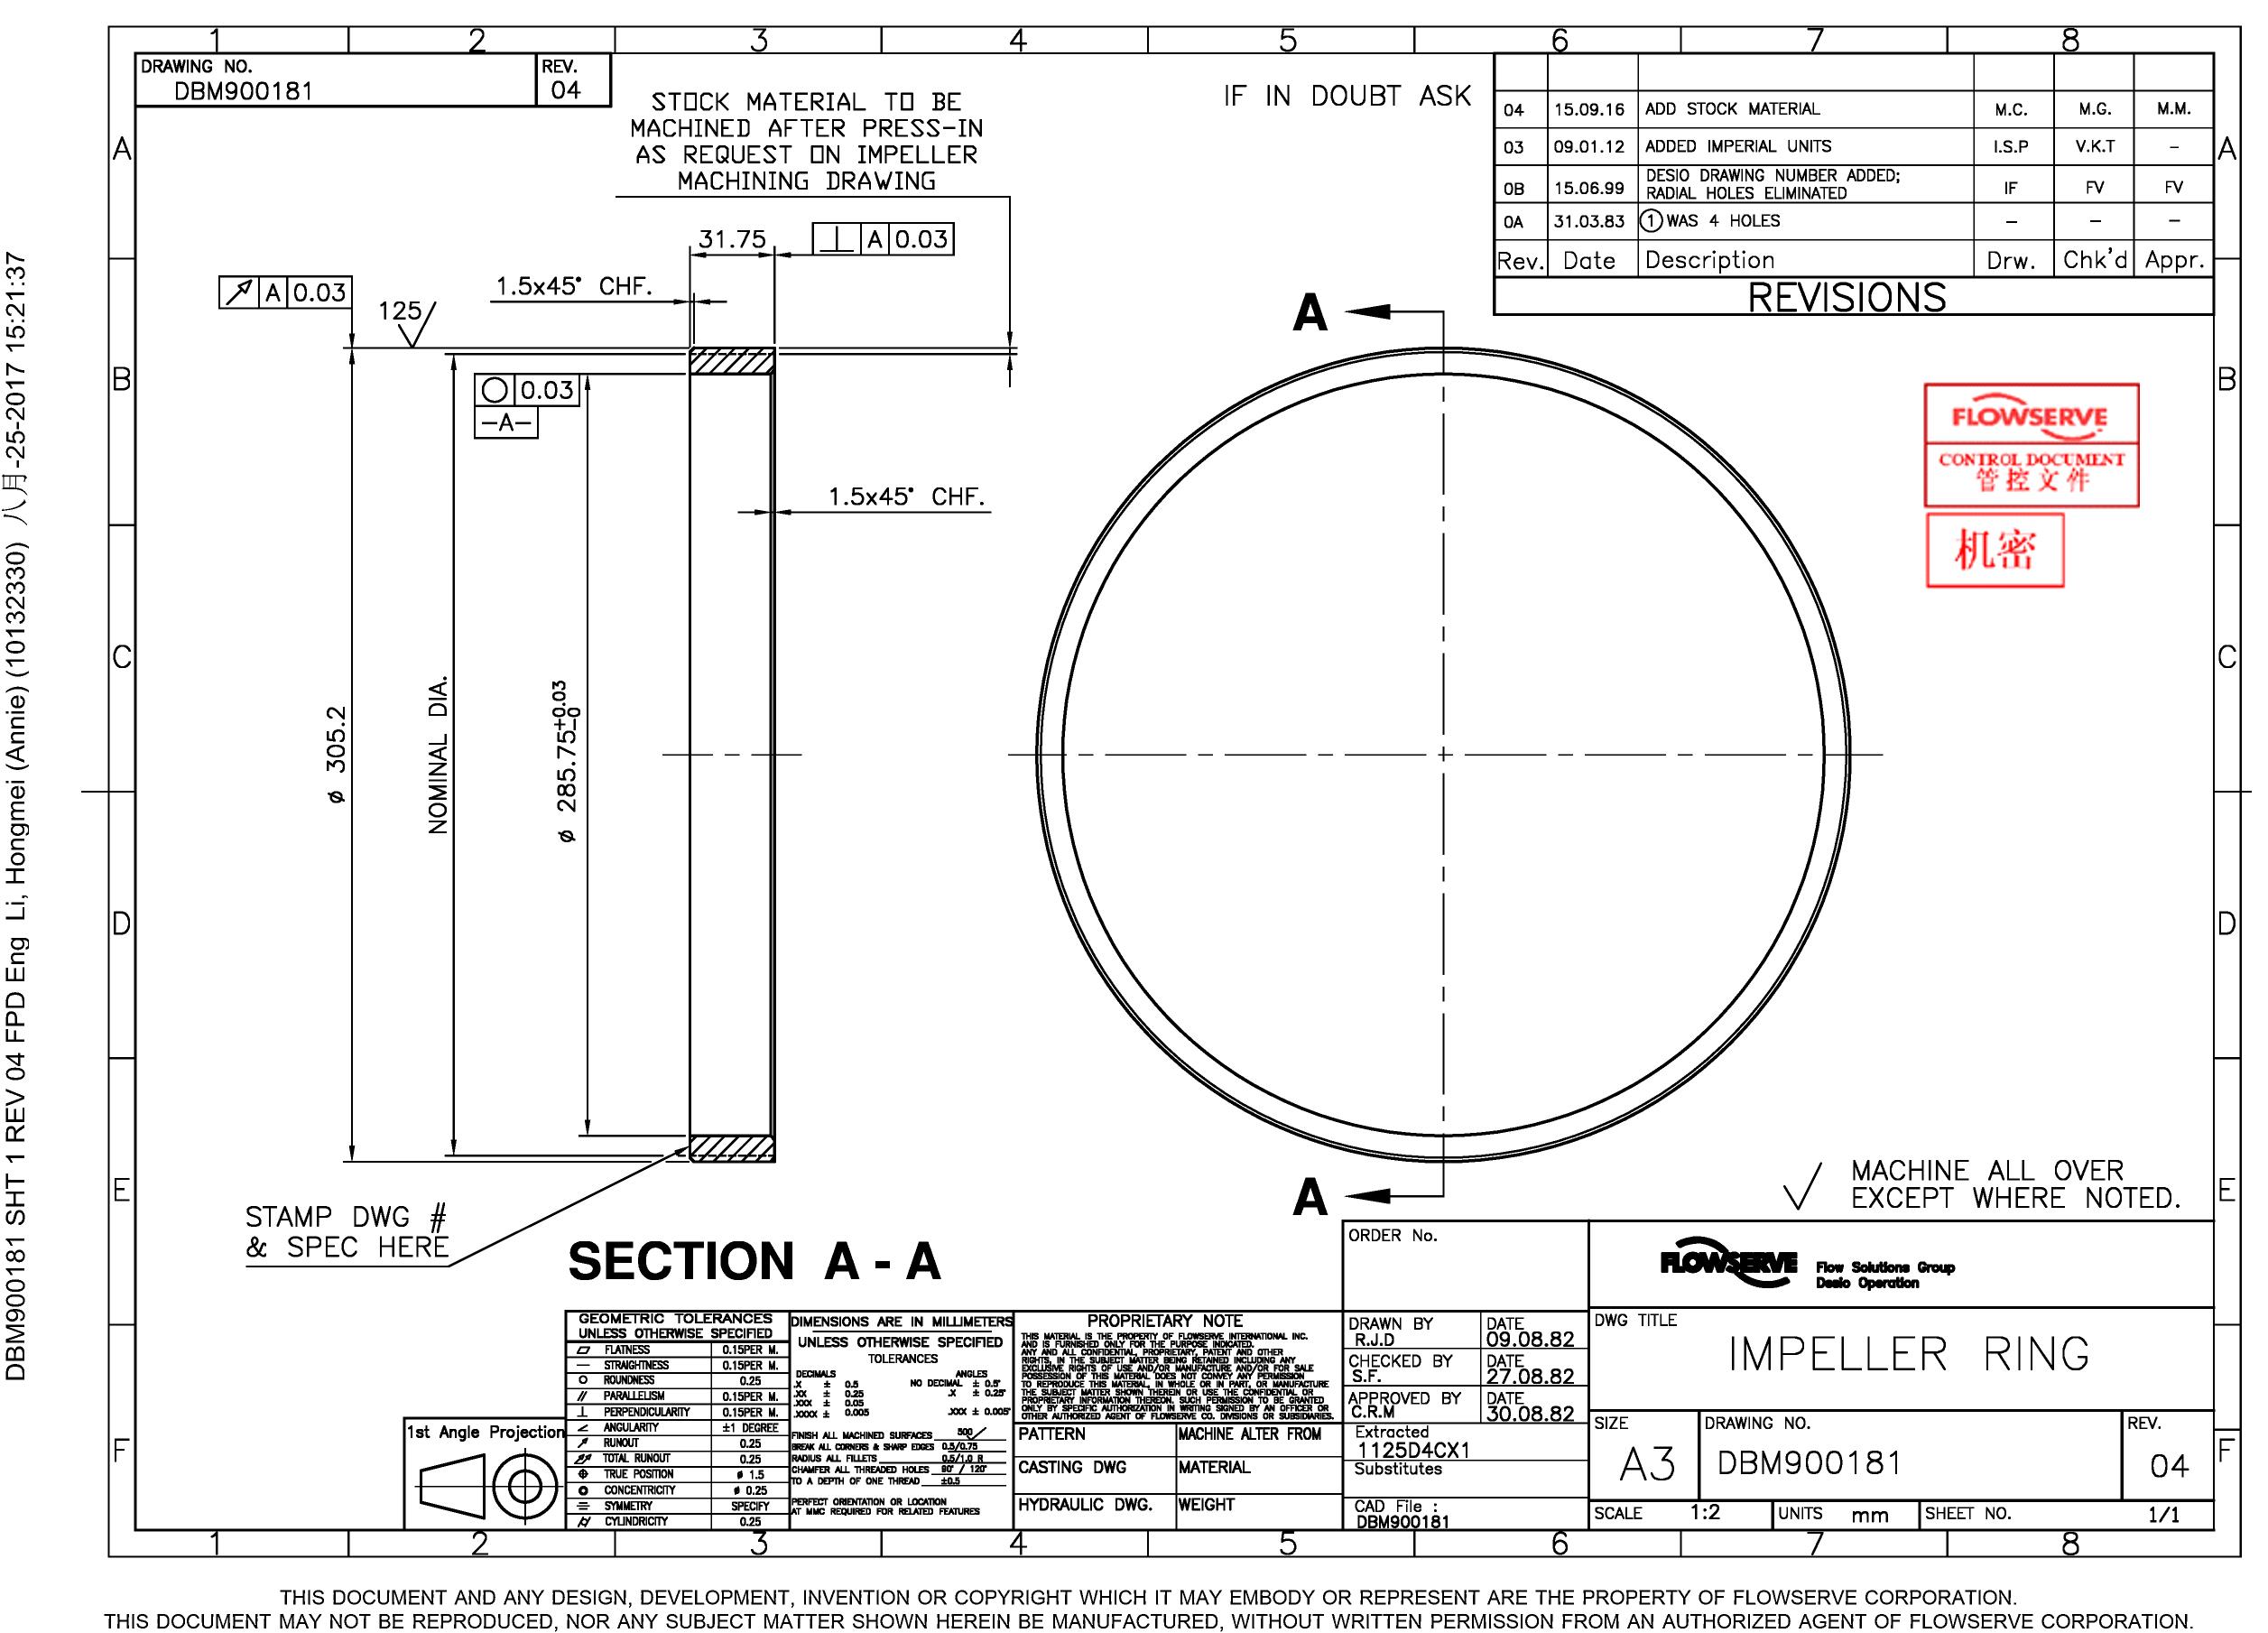 1 2 3 4 5 6 7 8
DRAWING NO. REV.
DBM900181 04
STOCK MATERIAL TO BE
MACHINED AFTER PRESS-IN
AS REQUEST ON IMPELLER
MACHINING DRAWING
IF IN DOUBT ASK
04 15.09.16 ADD STOCK MATERIAL M.C. M.G. M.M.
03 09.01.12 ADDED IMPERIAL UNITS I.S.P V.K.T -
0B 15.06.99 DESIO DRAWING NUMBER ADDED; IF FV FV
RADIAL HOLES ELIMINATED
0A 31.03.83 1 WAS 4 HOLES - - -
Rev. Date Description Drw. Chk'd Appr.
REVISIONS
A A
B B
C C
D D
E E
F F
31.75 ⊥ A 0.03
↗ A 0.03
1.5x45° CHF.
125
○ 0.03
-A-
1.5x45° CHF.
ø 305.2
NOMINAL DIA.
ø 285.75+0.03
-0
A
A
FLOWSERVE
CONTROL DOCUMENT
管控文件
机密
STAMP DWG #
& SPEC HERE
SECTION A - A
MACHINE ALL OVER
EXCEPT WHERE NOTED.
1st Angle Projection
GEOMETRIC TOLERANCES
UNLESS OTHERWISE SPECIFIED
FLATNESS 0.15PER M.
STRAIGHTNESS 0.15PER M.
ROUNDNESS 0.25
PARALLELISM 0.15PER M.
PERPENDICULARITY 0.15PER M.
ANGULARITY ±1 DEGREE
RUNOUT 0.25
TOTAL RUNOUT 0.25
TRUE POSITION ø 1.5
CONCENTRICITY ø 0.25
SYMMETRY SPECIFY
CYLINDRICITY 0.25
DIMENSIONS ARE IN MILLIMETERS
UNLESS OTHERWISE SPECIFIED
TOLERANCES
DECIMALS ANGLES
.X ± 0.5 NO DECIMAL ± 0.5°
.XX ± 0.25 .X ± 0.25°
.XXX ± 0.05
.XXXX ± 0.005 .XXX ± 0.005°
FINISH ALL MACHINED SURFACES 500
BREAK ALL CORNERS & SHARP EDGES 0.5/0.75
RADIUS ALL FILLETS 0.5/1.0 R
CHAMFER ALL THREADED HOLES 90° / 120°
TO A DEPTH OF ONE THREAD ±0.5
PERFECT ORIENTATION OR LOCATION
AT MMC REQUIRED FOR RELATED FEATURES
PROPRIETARY NOTE
THIS MATERIAL IS THE PROPERTY OF FLOWSERVE INTERNATIONAL INC.
AND IS FURNISHED ONLY FOR THE PURPOSE INDICATED.
ANY AND ALL CONFIDENTIAL, PROPRIETARY, PATENT AND OTHER
RIGHTS, IN THE SUBJECT MATTER BEING RETAINED INCLUDING ANY
EXCLUSIVE RIGHTS OF USE AND/OR MANUFACTURE AND/OR FOR SALE
POSSESSION OF THIS MATERIAL DOES NOT CONVEY ANY PERMISSION
TO REPRODUCE THIS MATERIAL, IN WHOLE OR IN PART, OR MANUFACTURE
THE SUBJECT MATTER SHOWN THEREIN OR USE THE CONFIDENTIAL OR
PROPRIETARY INFORMATION THEREON. SUCH PERMISSION TO BE GRANTED
ONLY BY SPECIFIC AUTHORIZATION IN WRITING SIGNED BY AN OFFICER OR
OTHER AUTHORIZED AGENT OF FLOWSERVE CO. DIVISIONS OR SUBSIDIARIES.
PATTERN MACHINE ALTER FROM
CASTING DWG MATERIAL
HYDRAULIC DWG. WEIGHT
ORDER No.
DRAWN BY DATE
R.J.D 09.08.82
CHECKED BY DATE
S.F. 27.08.82
APPROVED BY DATE
C.R.M 30.08.82
Extracted
1125D4CX1
Substitutes
CAD File :
DBM900181
FLOWSERVE Flow Solutions Group
Desio Operation
DWG TITLE
IMPELLER RING
SIZE DRAWING NO. REV.
A3 DBM900181 04
SCALE 1:2 UNITS mm SHEET NO. 1/1
1 2 3 4 5 6 7 8
THIS DOCUMENT AND ANY DESIGN, DEVELOPMENT, INVENTION OR COPYRIGHT WHICH IT MAY EMBODY OR REPRESENT ARE THE PROPERTY OF FLOWSERVE CORPORATION.
THIS DOCUMENT MAY NOT BE REPRODUCED, NOR ANY SUBJECT MATTER SHOWN HEREIN BE MANUFACTURED, WITHOUT WRITTEN PERMISSION FROM AN AUTHORIZED AGENT OF FLOWSERVE CORPORATION.
DBM900181 SHT 1 REV 04 FPD Eng Li, Hongmei (Annie) (10132330) 八月-25-2017 15:21:37